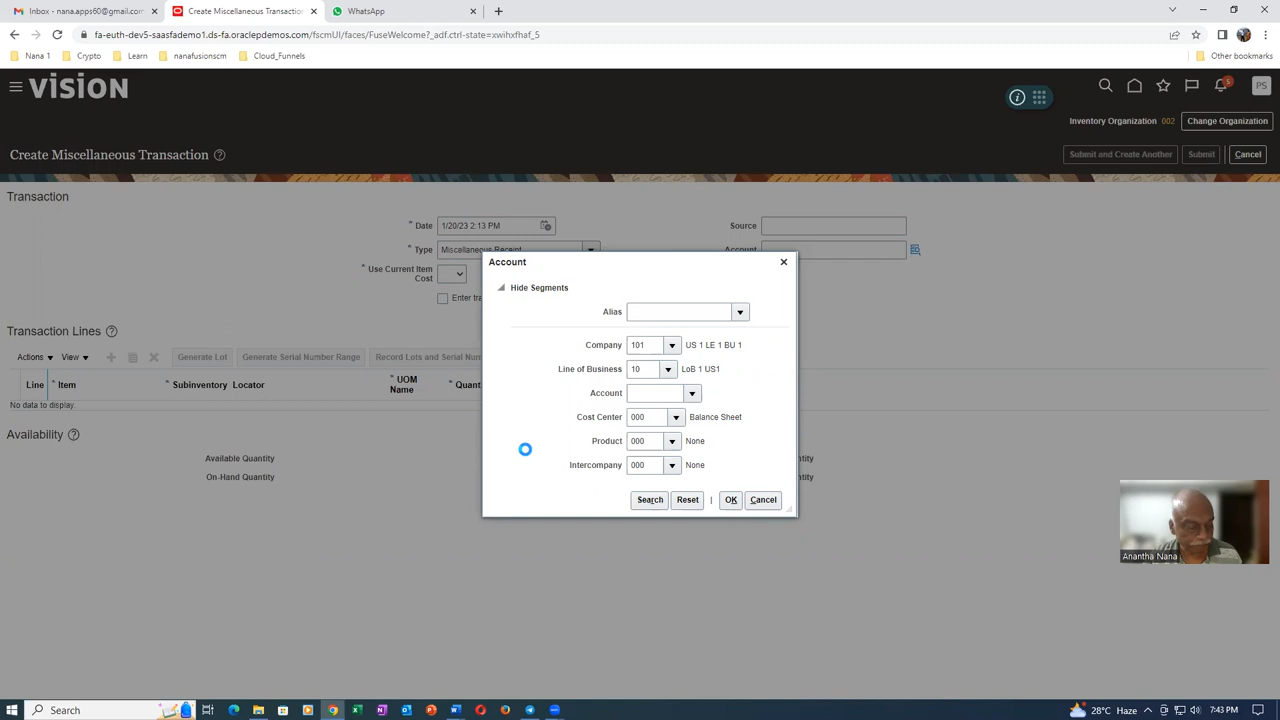 Inbox - nana.apps60@gmail.com
Create Miscellaneous Transaction
WhatsApp
fa-euth-dev5-saasfademo1.ds-fa.oraclepdemos.com/fscmUI/faces/FuseWelcome?_adf.ctrl-state=xwihxfhaf_5
Nana 1 Crypto Learn nanafusionscm Cloud_Funnels Other bookmarks
VISION
5
PS
Inventory Organization 002 Change Organization
Create Miscellaneous Transaction
Submit and Create Another Submit Cancel
Transaction
* Date 1/20/23 2:13 PM
Source
* Type Miscellaneous Receipt
Account
* Use Current Item Cost
Enter tra
Account
Hide Segments
Alias
Company 101 US 1 LE 1 BU 1
Line of Business 10 LoB 1 US1
Account
Cost Center 000 Balance Sheet
Product 000 None
Intercompany 000 None
Search Reset | OK Cancel
Transaction Lines
Actions View Generate Lot Generate Serial Number Range Record Lots and Serial Num
Line * Item * Subinventory Locator * UOM Name * Quant
No data to display.
Availability
Available Quantity
ntity
On-Hand Quantity
ntity
Anantha Nana
Search
28°C Haze 7:43 PM